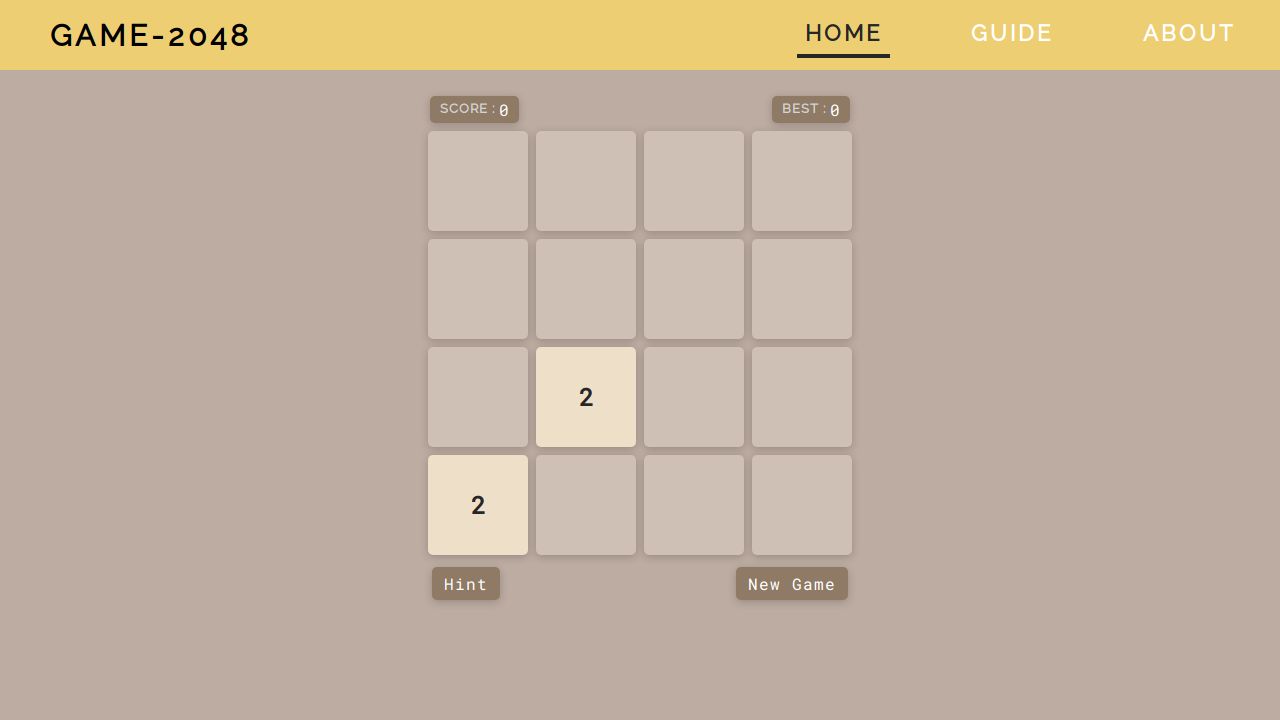 GAME-2048
HOME GUIDE ABOUT
SCORE : 0 BEST : 0
2
2
Hint New Game